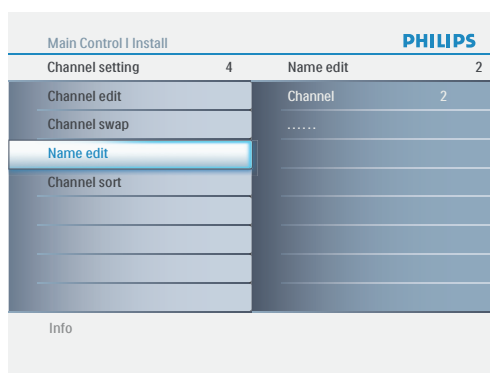 Main Control I Install PHILIPS
Channel setting 4 Name edit 2
Channel edit Channel 2
Channel swap ......
Name edit
Channel sort
Info